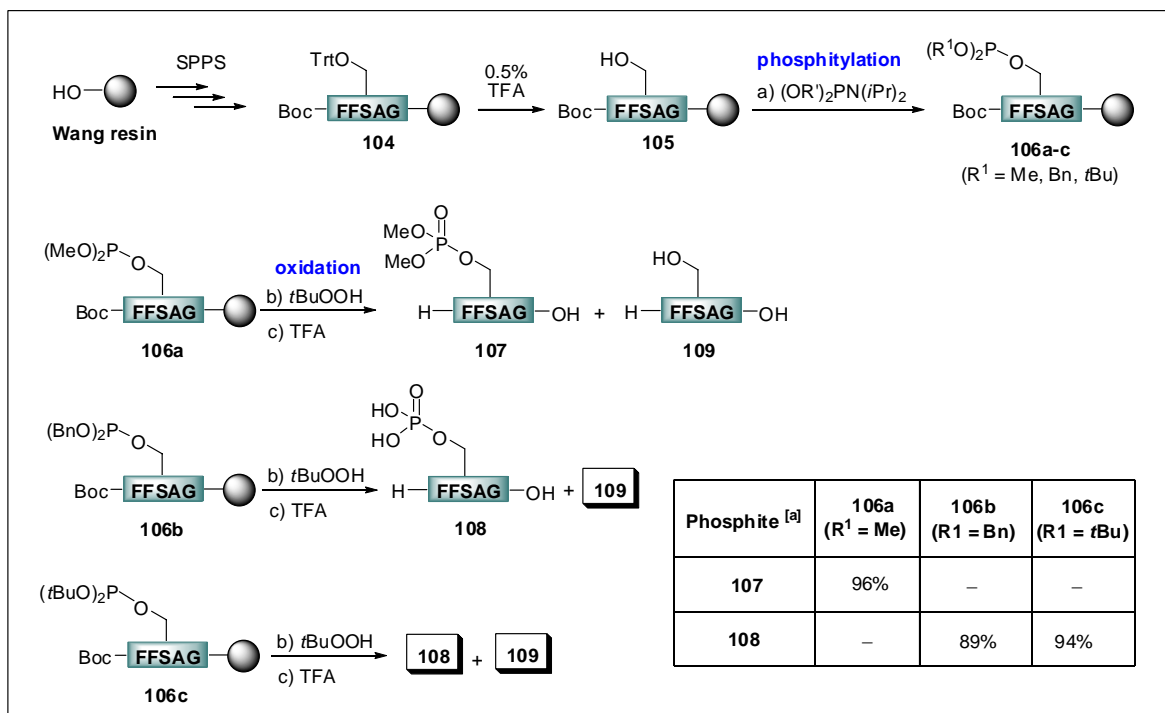 HO
Wang resin
SPPS
TrtO
Boc FFSAG
104
0.5%
TFA
HO
Boc FFSAG
105
phosphitylation
a) (OR')₂PN(iPr)₂
(R¹O)₂P
O
Boc FFSAG
106a-c
(R¹ = Me, Bn, tBu)
(MeO)₂P
O
Boc FFSAG
106a
oxidation
b) tBuOOH
c) TFA
O
MeO P
MeO O
H FFSAG OH
107
+
HO
H FFSAG OH
109
(BnO)₂P
O
Boc FFSAG
106b
b) tBuOOH
c) TFA
O
HO P
HO O
H FFSAG OH + 109
108
(tBuO)₂P
O
Boc FFSAG
106c
b) tBuOOH
c) TFA
108 + 109
Phosphite [a] 106a (R¹ = Me) 106b (R1 = Bn) 106c (R1 = tBu)
107 96% – –
108 – 89% 94%